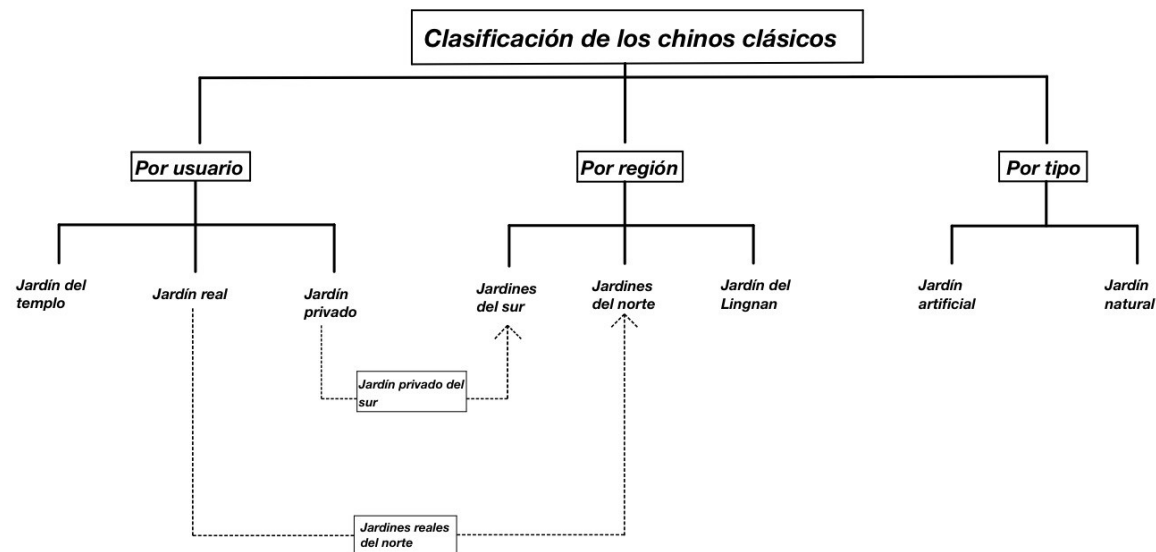 Clasificación de los chinos clásicos
Por usuario
Por región
Por tipo
Jardín del
templo
Jardín real
Jardín
privado
Jardines
del sur
Jardines
del norte
Jardín del
Lingnan
Jardín
artificial
Jardín
natural
Jardín privado del
sur
Jardines reales
del norte